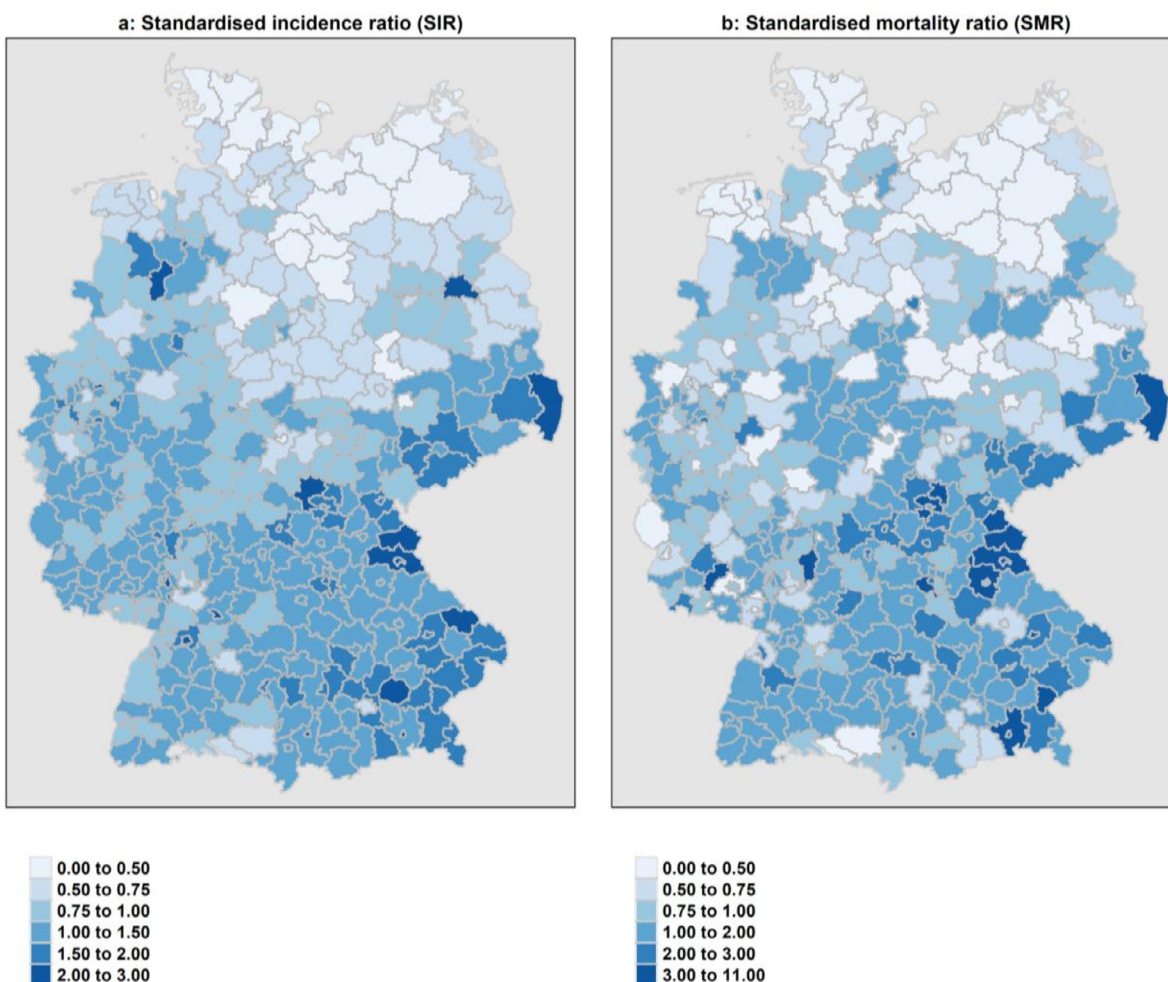 a: Standardised incidence ratio (SIR)
b: Standardised mortality ratio (SMR)
0.00 to 0.50
0.50 to 0.75
0.75 to 1.00
1.00 to 1.50
1.50 to 2.00
2.00 to 3.00
0.00 to 0.50
0.50 to 0.75
0.75 to 1.00
1.00 to 2.00
2.00 to 3.00
3.00 to 11.00